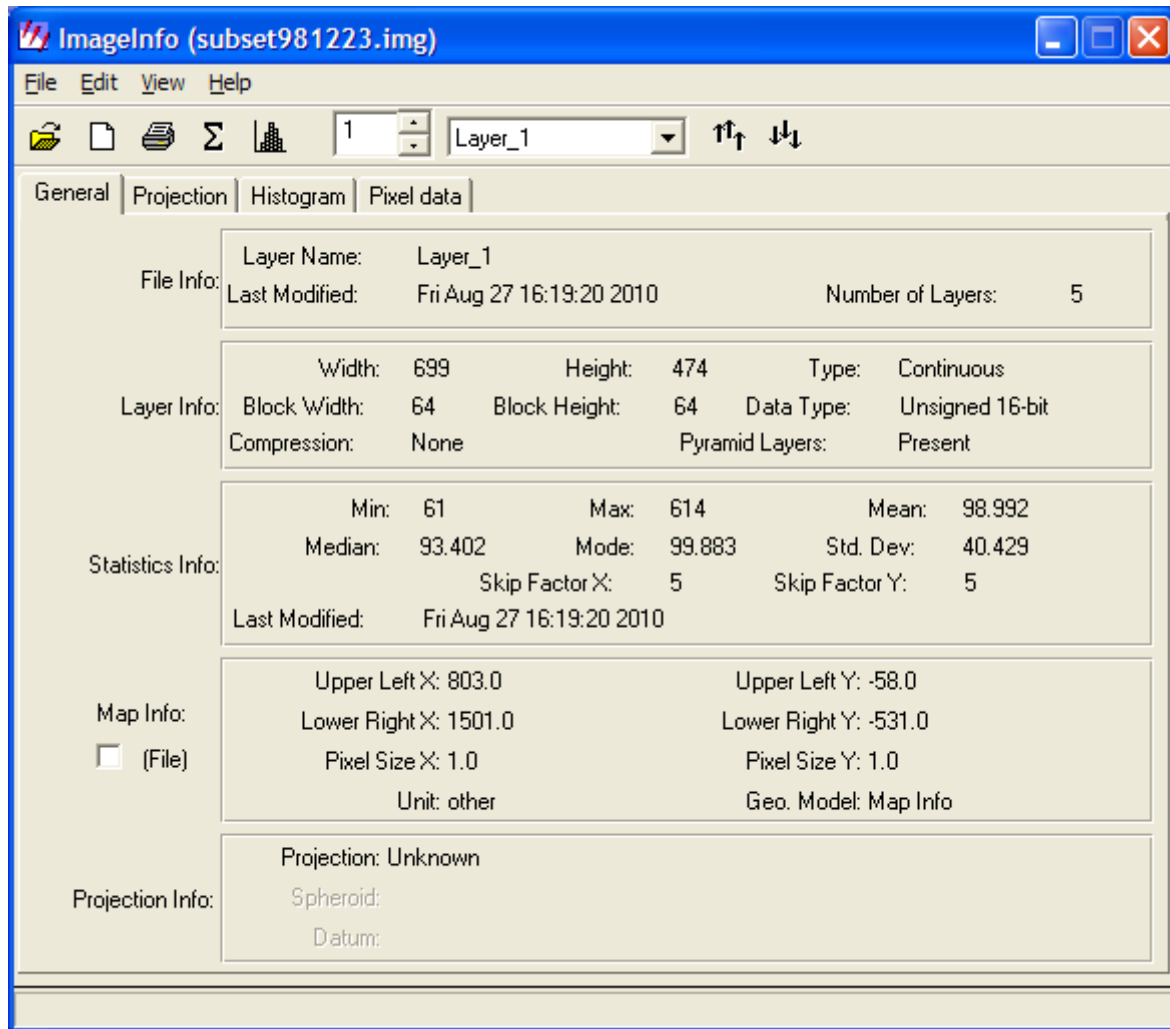 ImageInfo (subset981223.img)
File Edit View Help
1 Layer_1
General Projection Histogram Pixel data
File Info:
Layer Name: Layer_1
Last Modified: Fri Aug 27 16:19:20 2010 Number of Layers: 5
Layer Info:
Width: 699 Height: 474 Type: Continuous
Block Width: 64 Block Height: 64 Data Type: Unsigned 16-bit
Compression: None Pyramid Layers: Present
Statistics Info:
Min: 61 Max: 614 Mean: 98.992
Median: 93.402 Mode: 99.883 Std. Dev: 40.429
Skip Factor X: 5 Skip Factor Y: 5
Last Modified: Fri Aug 27 16:19:20 2010
Map Info:
(File)
Upper Left X: 803.0 Upper Left Y: -58.0
Lower Right X: 1501.0 Lower Right Y: -531.0
Pixel Size X: 1.0 Pixel Size Y: 1.0
Unit: other Geo. Model: Map Info
Projection Info:
Projection: Unknown
Spheroid:
Datum: